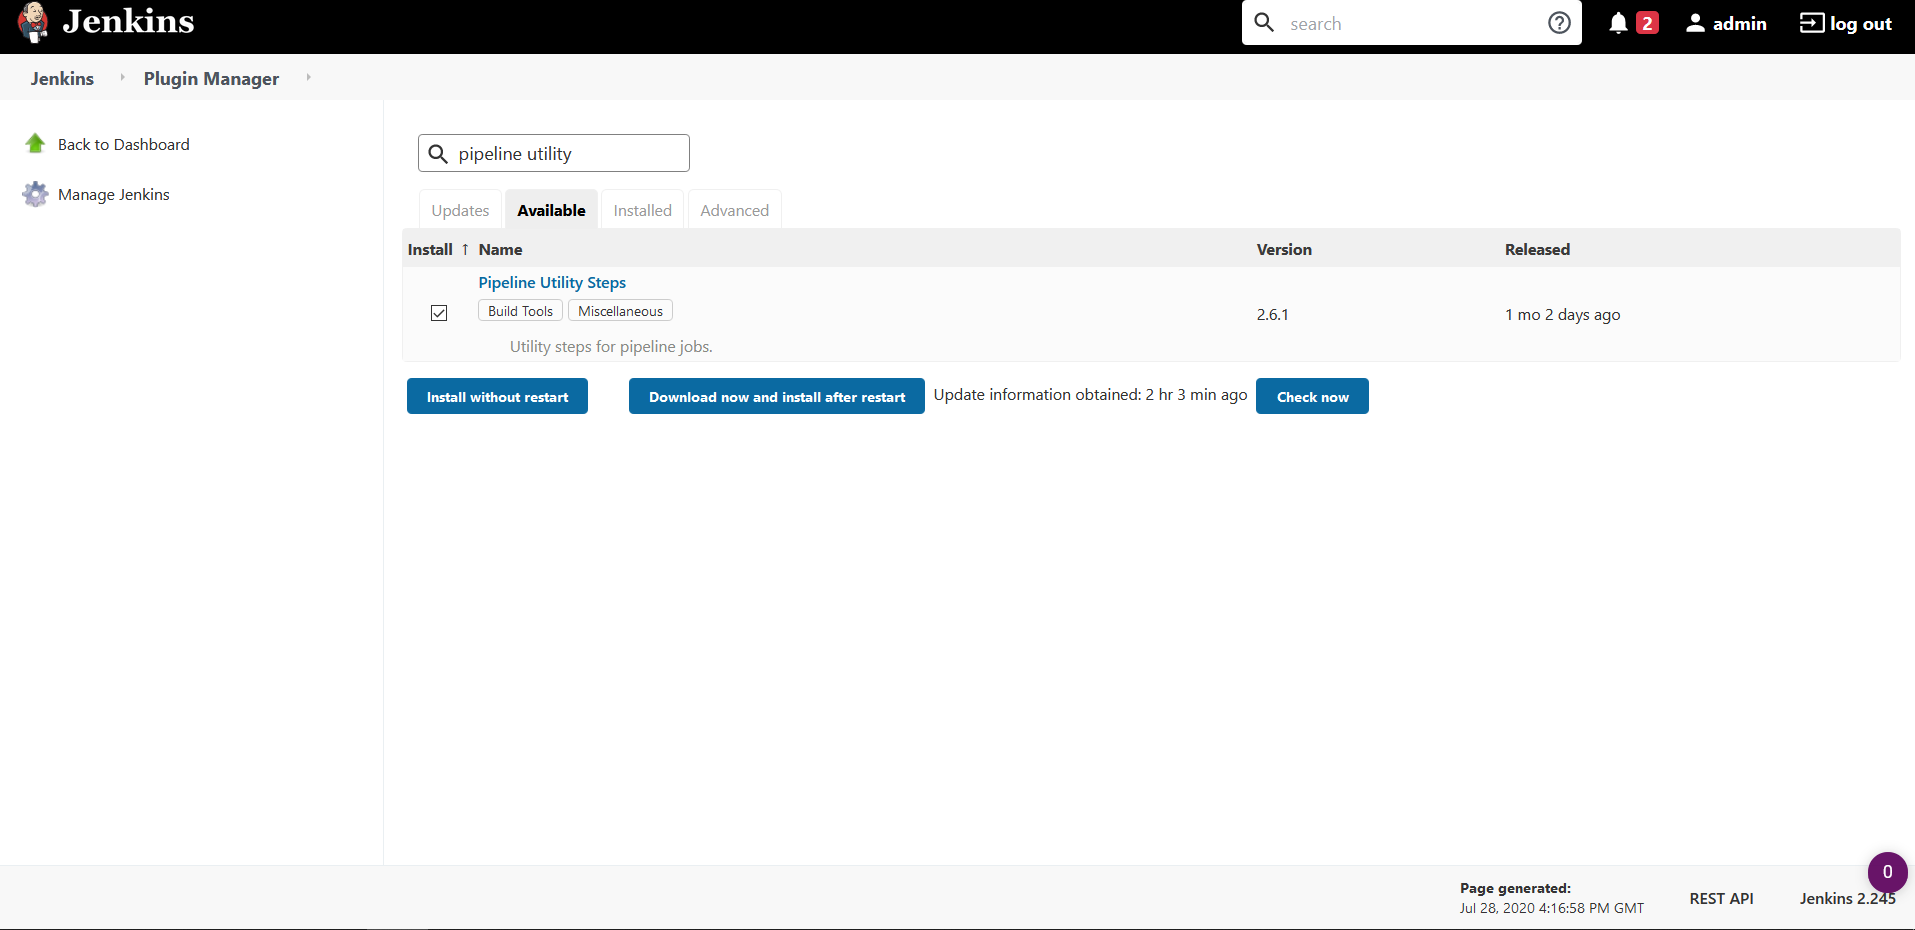 Jenkins
search
2
admin
log out
Jenkins
Plugin Manager
Back to Dashboard
Manage Jenkins
pipeline utility
Updates
Available
Installed
Advanced
Install ↑ Name Version Released
Pipeline Utility Steps
Build Tools Miscellaneous
2.6.1
1 mo 2 days ago
Utility steps for pipeline jobs.
Install without restart
Download now and install after restart
Update information obtained: 2 hr 3 min ago
Check now
0
Page generated:
Jul 28, 2020 4:16:58 PM GMT
REST API
Jenkins 2.245